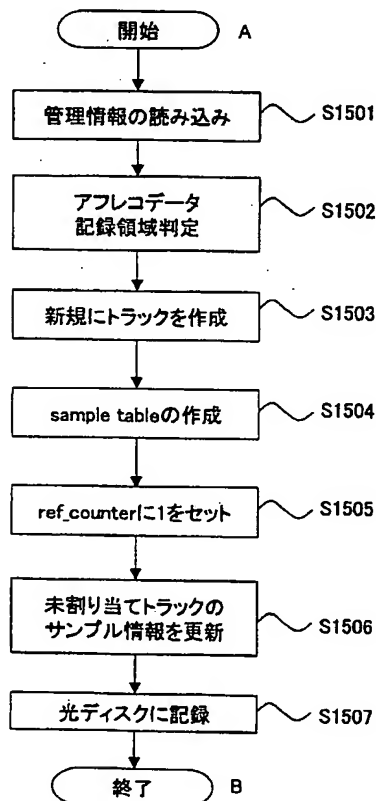 開始 A
管理情報の読み込み S1501
アフレコデータ
記録領域判定 S1502
新規にトラックを作成 S1503
sample tableの作成 S1504
ref_counterに1をセット S1505
未割り当てトラックの
サンプル情報を更新 S1506
光ディスクに記録 S1507
終了 B